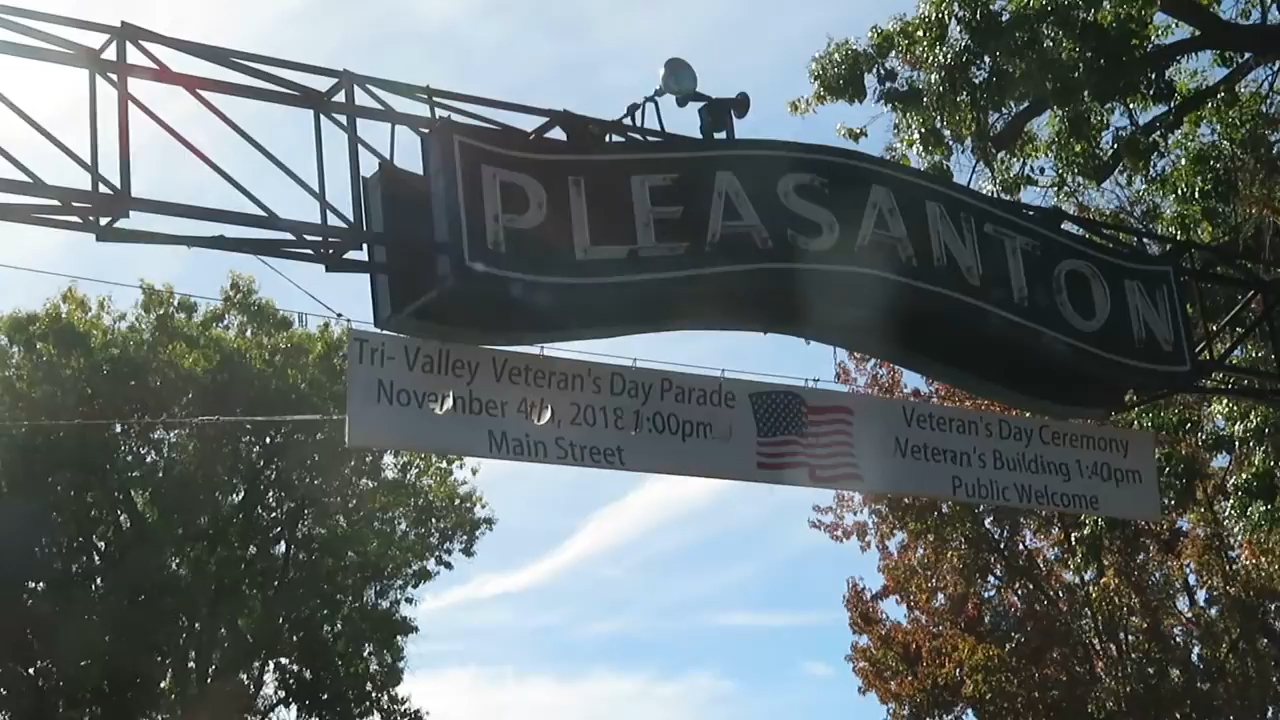 PLEASANTON
Tri- Valley Veteran's Day Parade
November 4th, 2018 1:00pm
Main Street
Veteran's Day Ceremony
Veteran's Building 1:40pm
Public Welcome